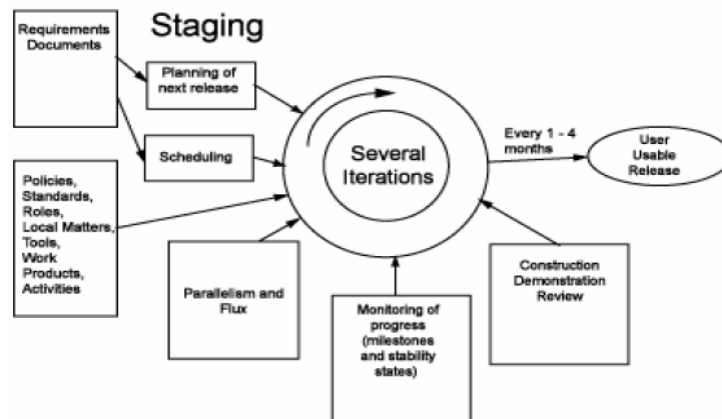 Staging
Requirements
Documents
Planning of
next release
Scheduling
Policies,
Standards,
Roles,
Local Matters,
Tools,
Work
Products,
Activities
Several
Iterations
Every 1 - 4
months
User
Usable
Release
Parallelism and
Flux
Monitoring of
progress
(milestones
and stability
states)
Construction
Demonstration
Review